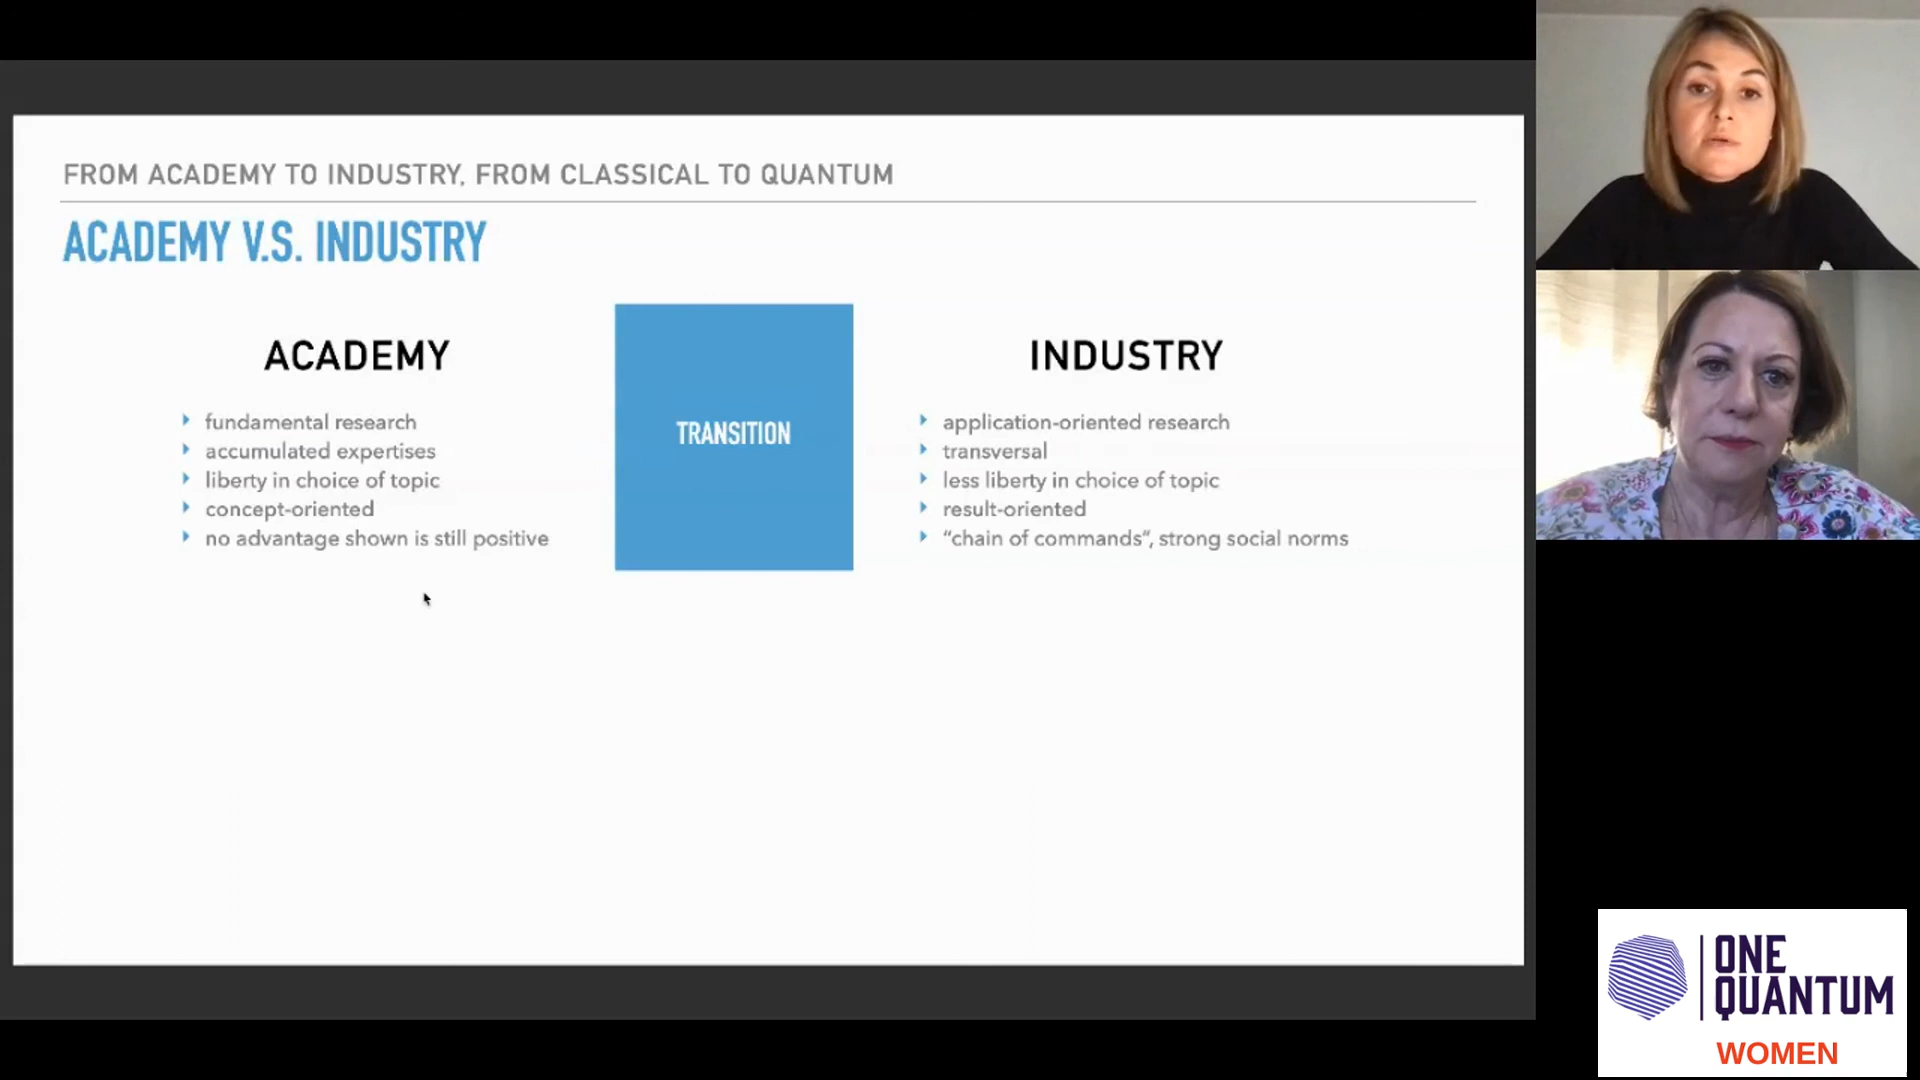 FROM ACADEMY TO INDUSTRY, FROM CLASSICAL TO QUANTUM
ACADEMY V.S. INDUSTRY
ACADEMY
fundamental research
accumulated expertises
liberty in choice of topic
concept-oriented
no advantage shown is still positive
TRANSITION
INDUSTRY
application-oriented research
transversal
less liberty in choice of topic
result-oriented
“chain of commands”, strong social norms
ONE
QUANTUM
WOMEN